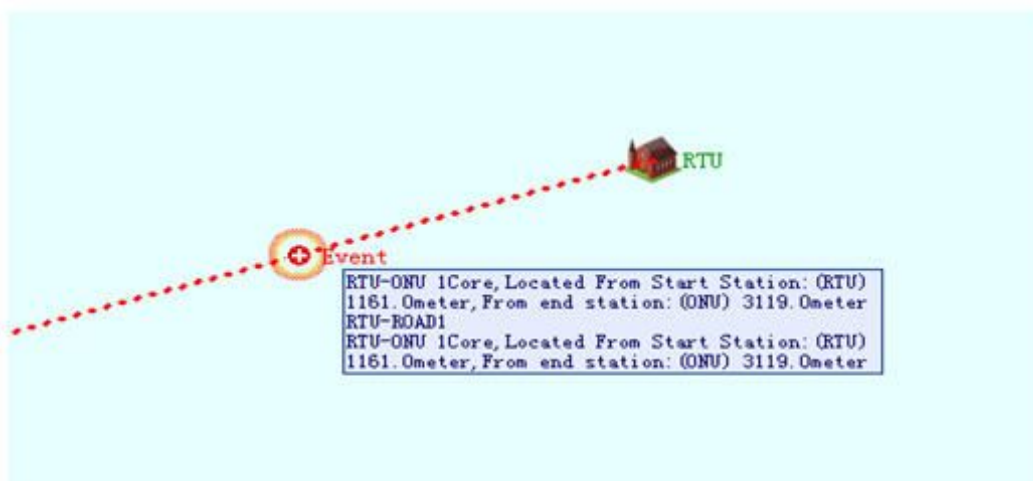 RTU
Event
RTU-ONU 1Core, Located From Start Station: (RTU)
1161.0meter, From end station: (ONU) 3119.0meter
RTU-ROAD1
RTU-ONU 1Core, Located From Start Station: (RTU)
1161.0meter, From end station: (ONU) 3119.0meter